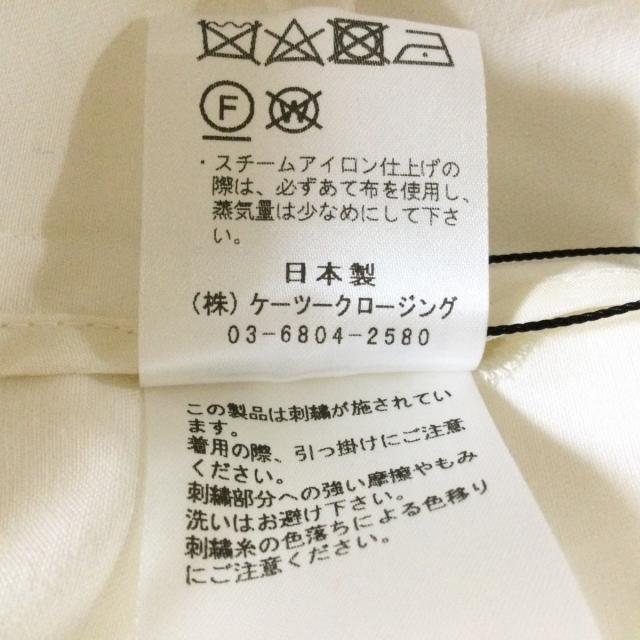 F W
・スチームアイロン仕上げの
際は、必ずあて布を使用し、
蒸気量は少なめにして下さ
い。
日本製
(株)ケーツークロージング
03-6804-2580
この製品は刺繍が施されてい
ます。
着用の際、引っ掛けにご注意
ください。
刺繍部分への強い摩擦やもみ
洗いはお避け下さい。
刺繍糸の色落ちによる色移り
にご注意ください。